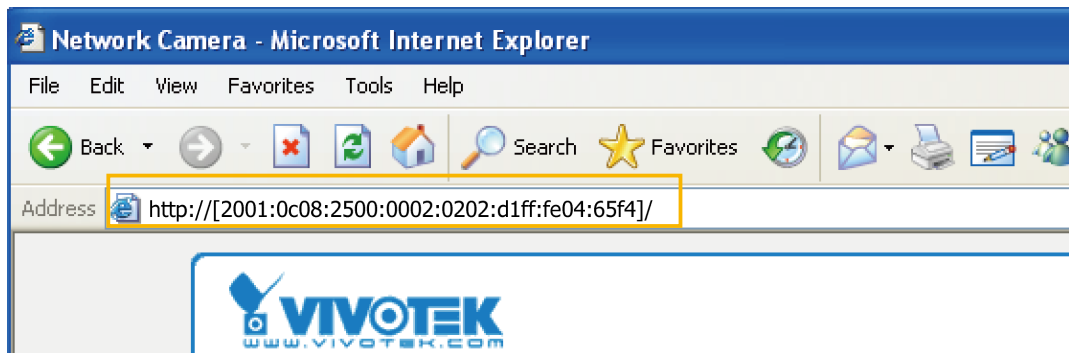 Network Camera - Microsoft Internet Explorer
File Edit View Favorites Tools Help
Back Search Favorites
Address http://[2001:0c08:2500:0002:0202:d1ff:fe04:65f4]/
VIVOTEK
www.vivotek.com